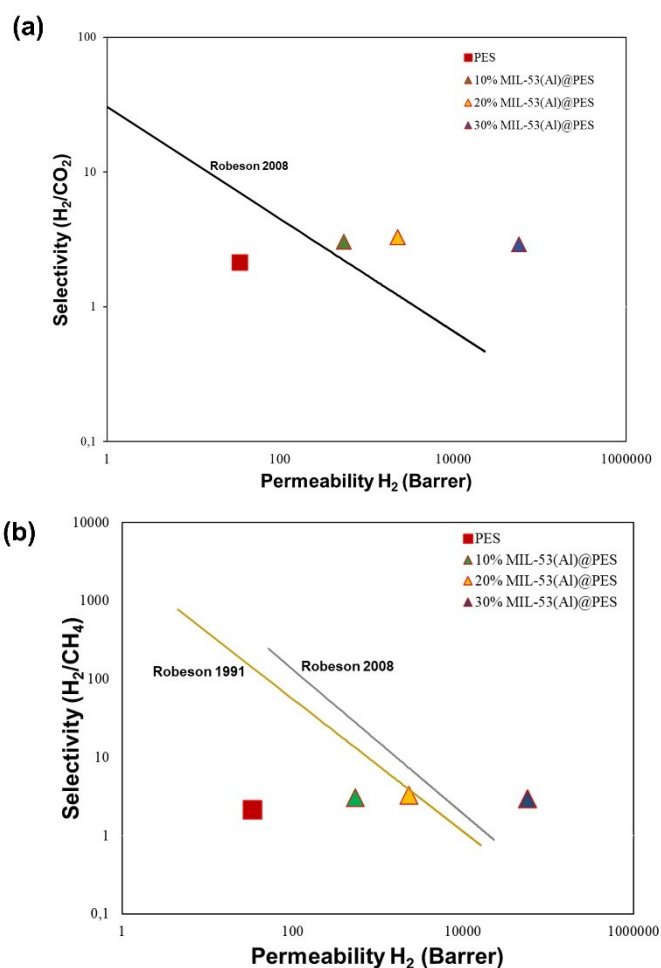 (a)
100
10
1
0,1
Selectivity (H₂/CO₂)
PES
10% MIL-53(Al)@PES
20% MIL-53(Al)@PES
30% MIL-53(Al)@PES
Robeson 2008
1
100
10000
1000000
Permeability H₂ (Barrer)
(b)
10000
1000
100
10
1
0,1
Selectivity (H₂/CH₄)
PES
10% MIL-53(Al)@PES
20% MIL-53(Al)@PES
30% MIL-53(Al)@PES
Robeson 1991
Robeson 2008
1
100
10000
1000000
Permeability H₂ (Barrer)